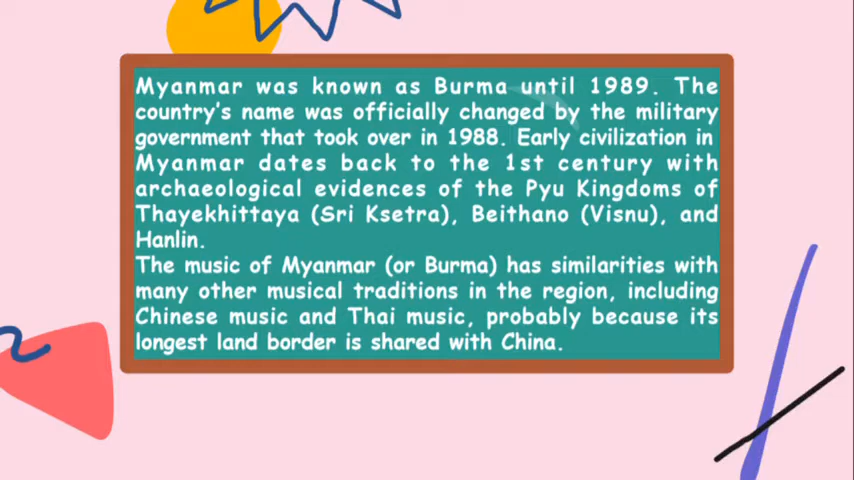 Myanmar was known as Burma until 1989. The
country's name was officially changed by the military
government that took over in 1988. Early civilization in
Myanmar dates back to the 1st century with
archaeological evidences of the Pyu Kingdoms of
Thayekhittaya (Sri Ksetra), Beithano (Visnu), and
Hanlin.
The music of Myanmar (or Burma) has similarities with
many other musical traditions in the region, including
Chinese music and Thai music, probably because its
longest land border is shared with China.